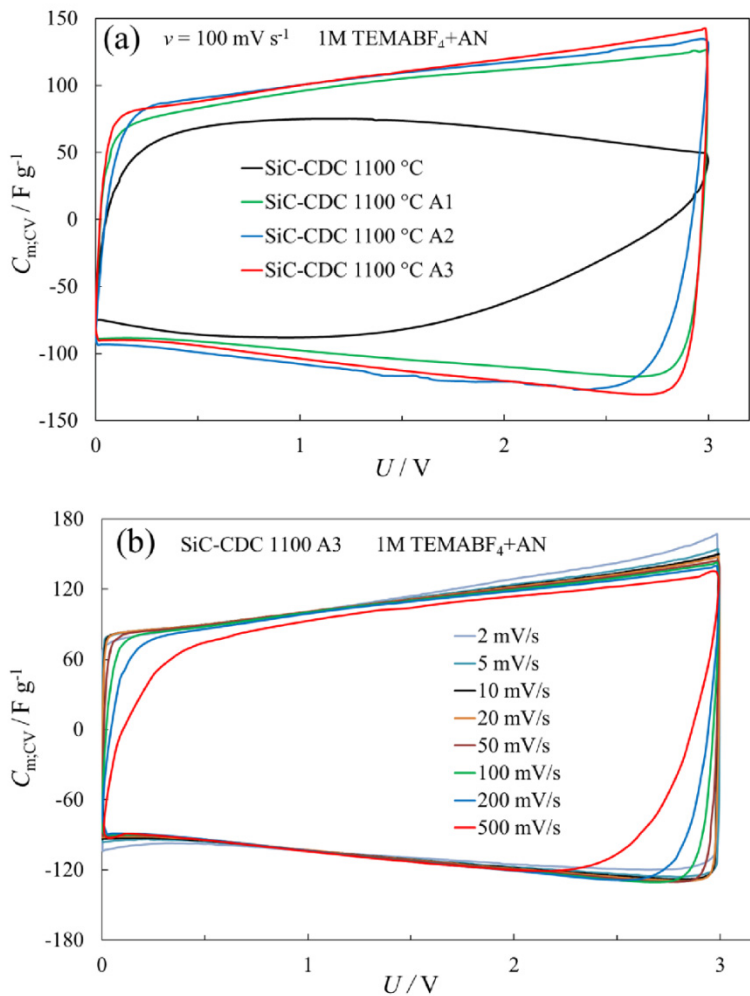 (a) v = 100 mV s⁻¹ 1M TEMABF₄+AN
150
100
50
0
-50
-100
-150
C_m;CV / F g⁻¹
SiC-CDC 1100 °C
SiC-CDC 1100 °C A1
SiC-CDC 1100 °C A2
SiC-CDC 1100 °C A3
0 1 2 3
U / V
(b) SiC-CDC 1100 A3 1M TEMABF₄+AN
180
120
60
0
-60
-120
-180
C_m;CV / F g⁻¹
2 mV/s
5 mV/s
10 mV/s
20 mV/s
50 mV/s
100 mV/s
200 mV/s
500 mV/s
0 1 2 3
U / V